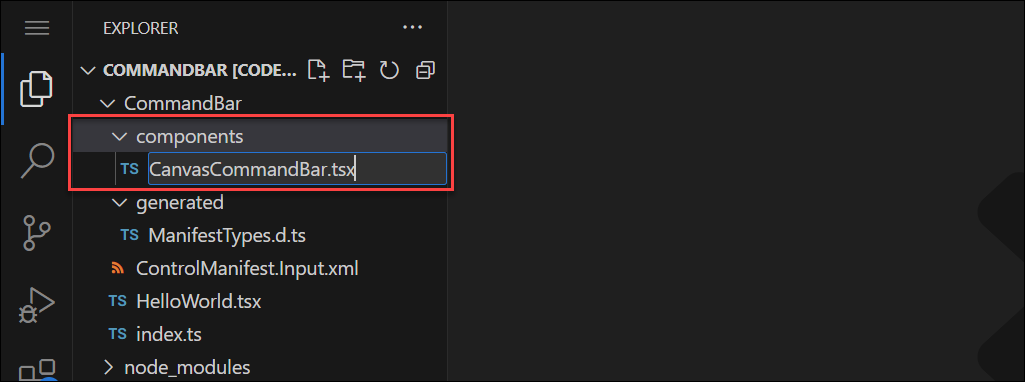 EXPLORER ...
COMMANDBAR [CODE...
CommandBar
components
TS CanvasCommandBar.tsx
generated
TS ManifestTypes.d.ts
ControlManifest.Input.xml
TS HelloWorld.tsx
TS index.ts
node_modules